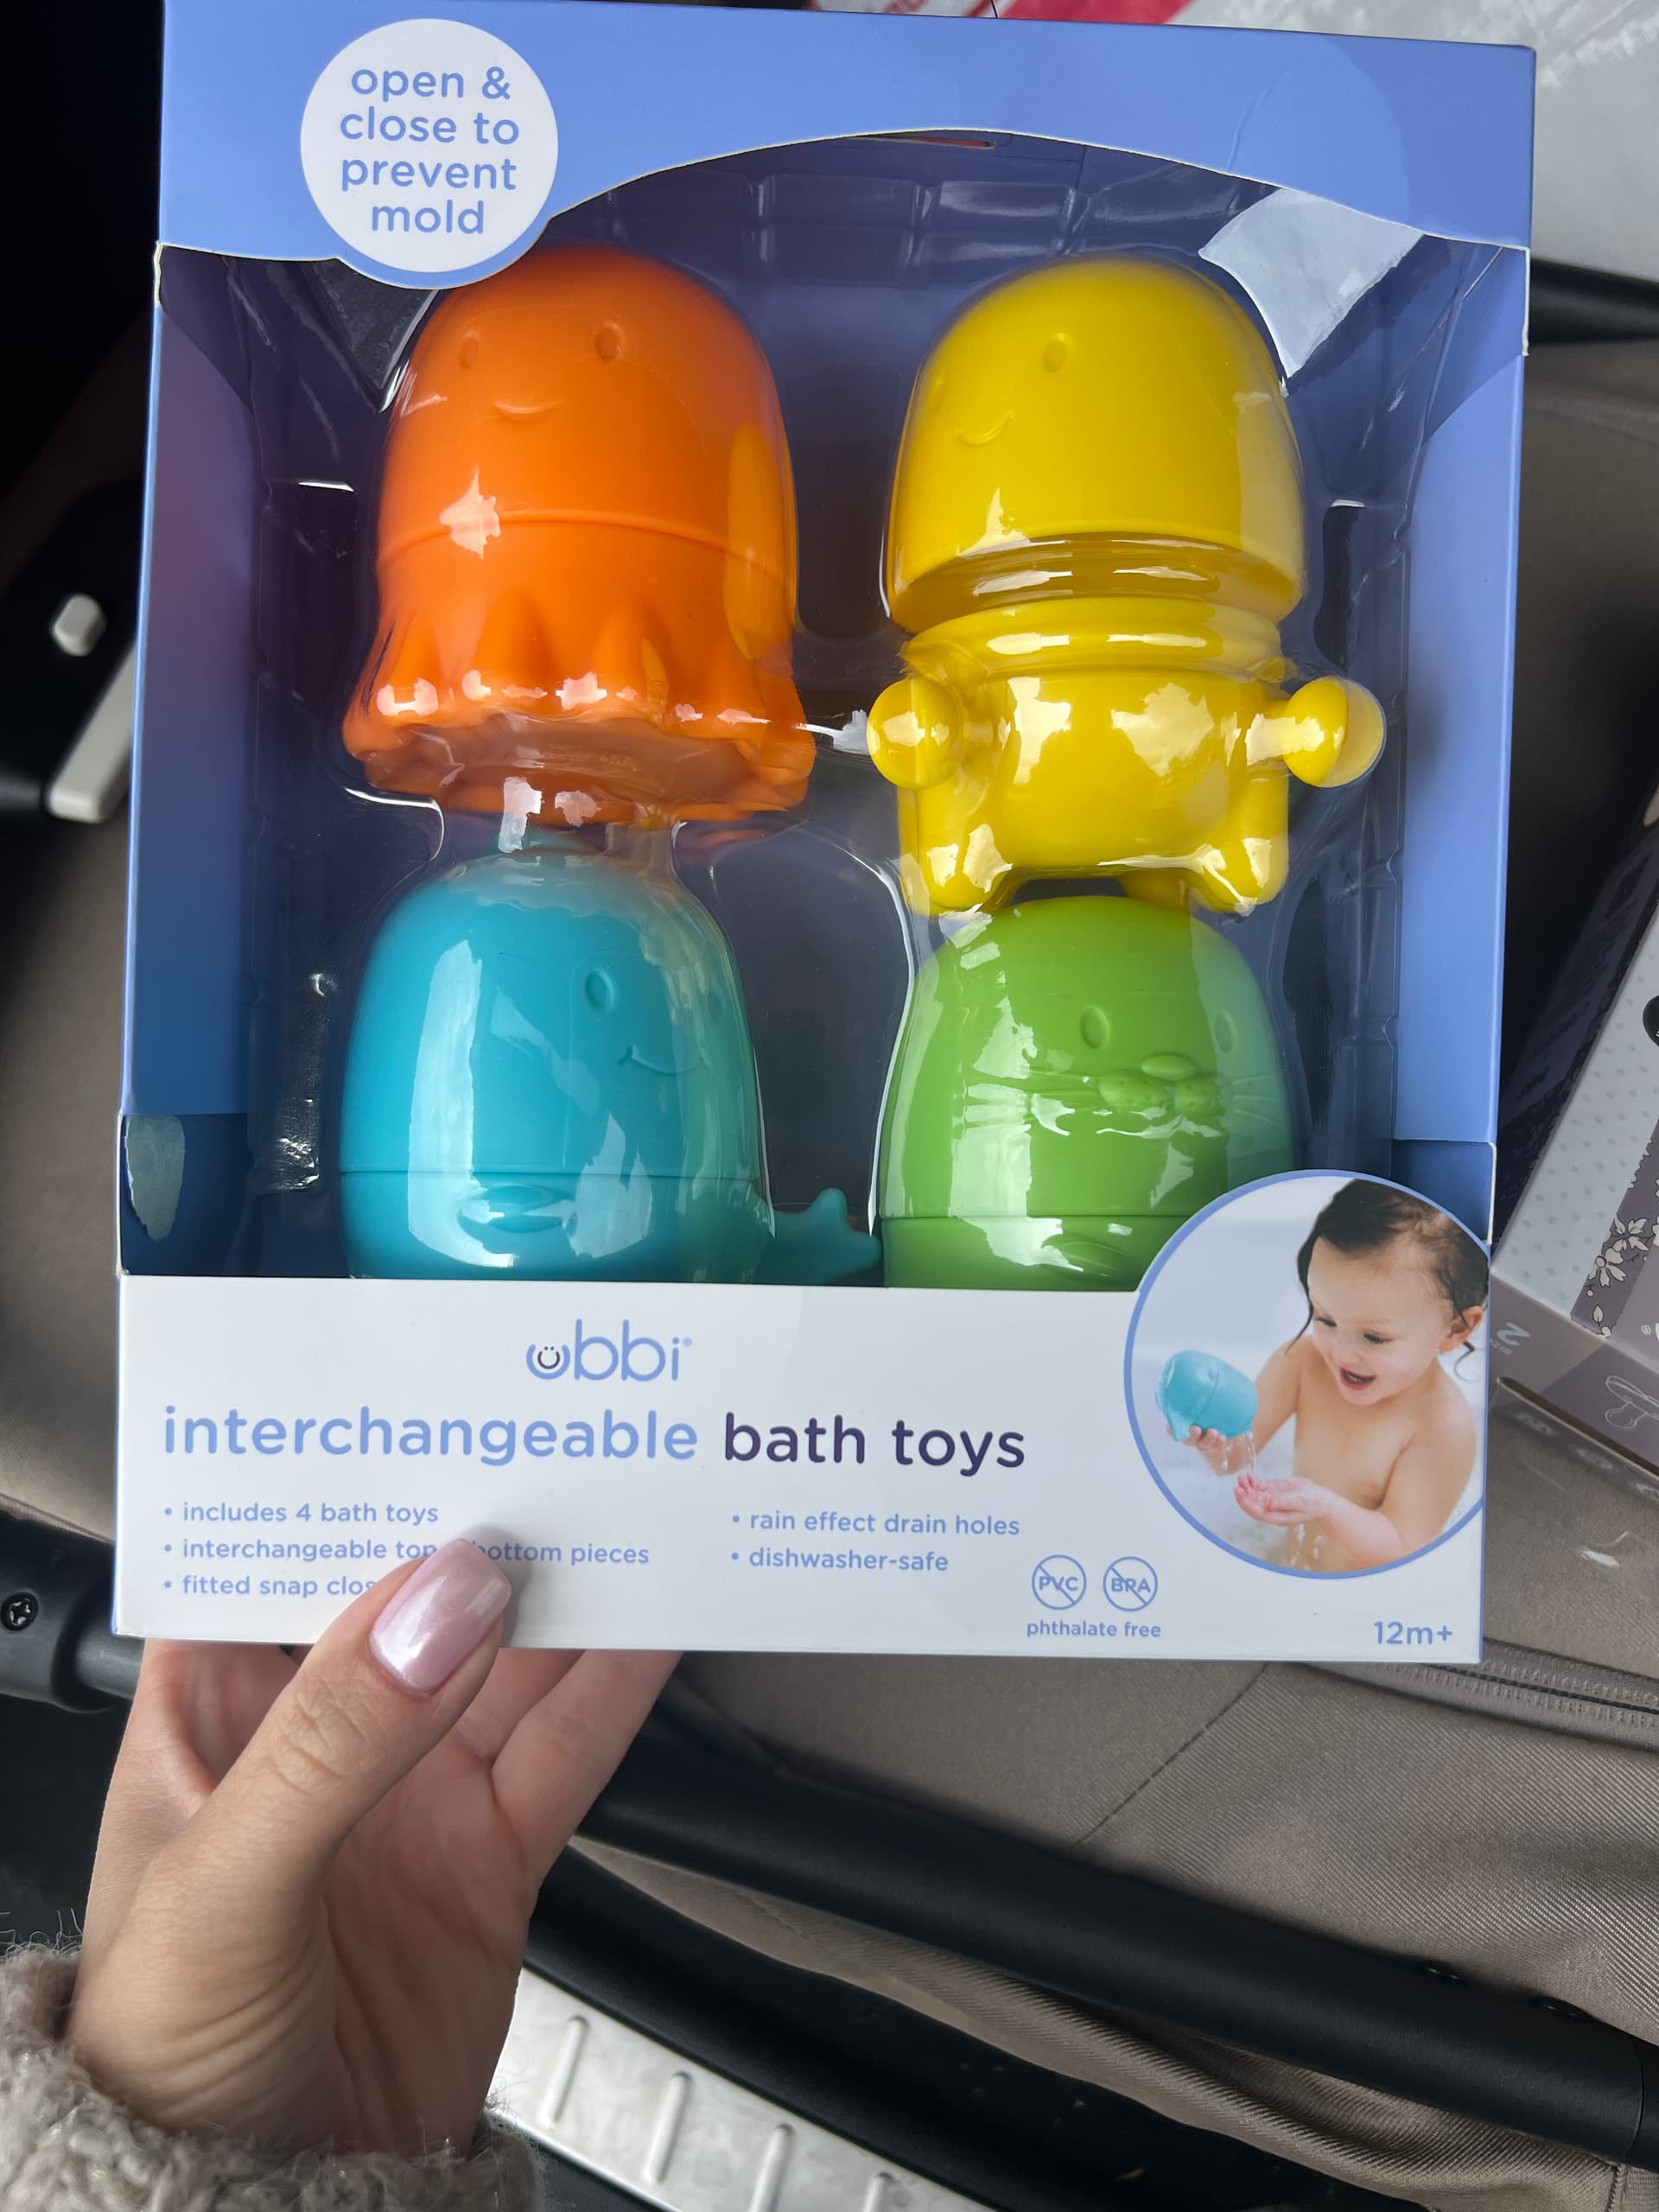 open &
close to
prevent
mold
ubbi®
interchangeable bath toys
• includes 4 bath toys
• interchangeable top bottom pieces
• fitted snap
• rain effect drain holes
• dishwasher-safe
PVC BPA
phthalate free
12m+